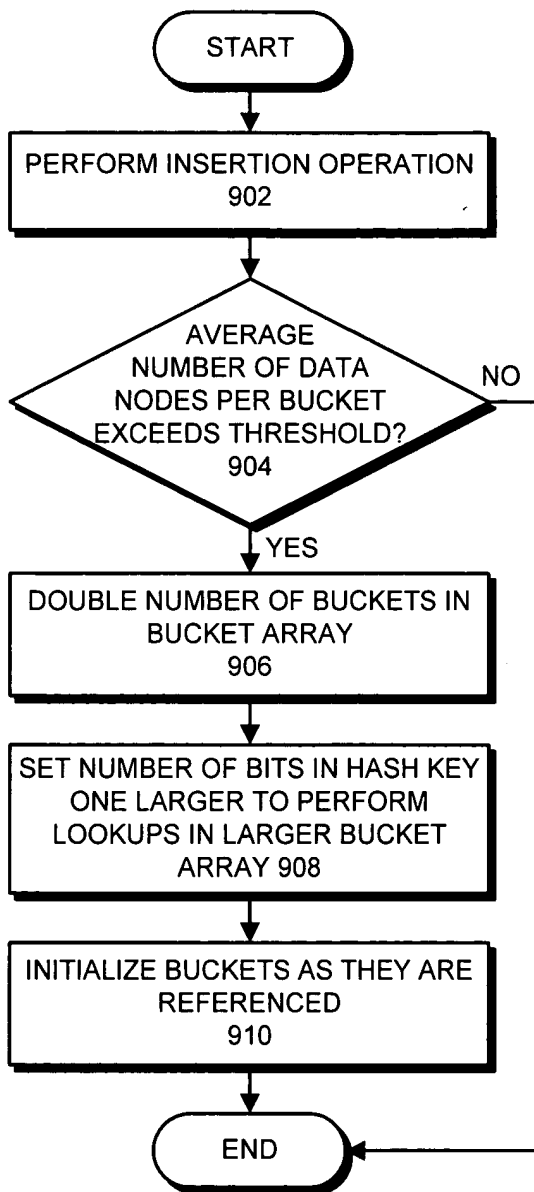 START
PERFORM INSERTION OPERATION
902
AVERAGE
NUMBER OF DATA
NODES PER BUCKET
EXCEEDS THRESHOLD?
904
NO
YES
DOUBLE NUMBER OF BUCKETS IN
BUCKET ARRAY
906
SET NUMBER OF BITS IN HASH KEY
ONE LARGER TO PERFORM
LOOKUPS IN LARGER BUCKET
ARRAY 908
INITIALIZE BUCKETS AS THEY ARE
REFERENCED
910
END